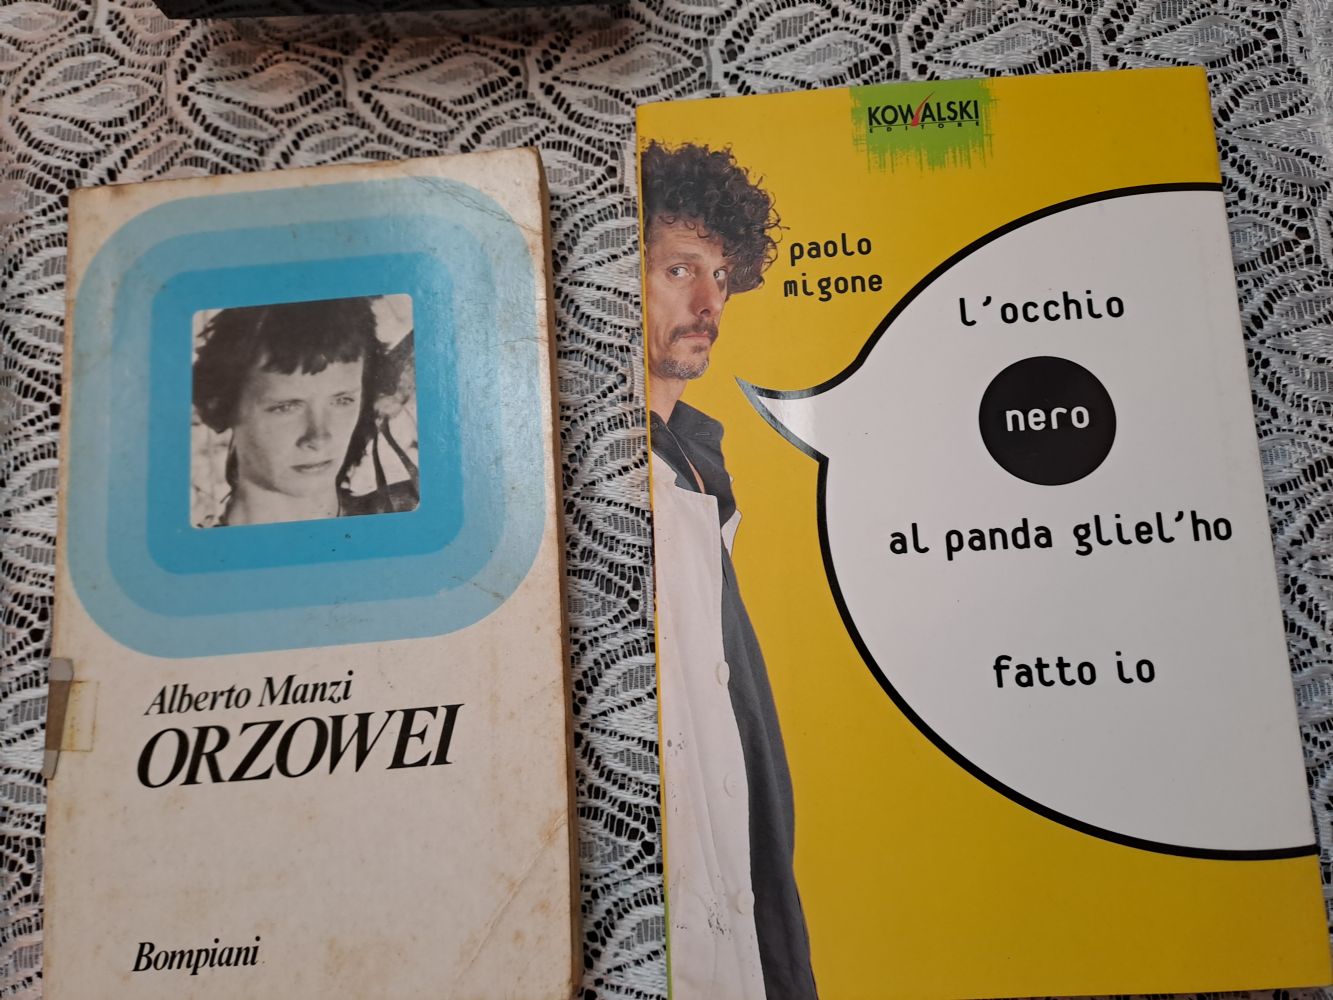 Alberto Manzi
ORZOWEI
Bompiani
KOWALSKI
EDITORE
paolo
migone
l'occhio
nero
al panda gliel'ho
fatto io